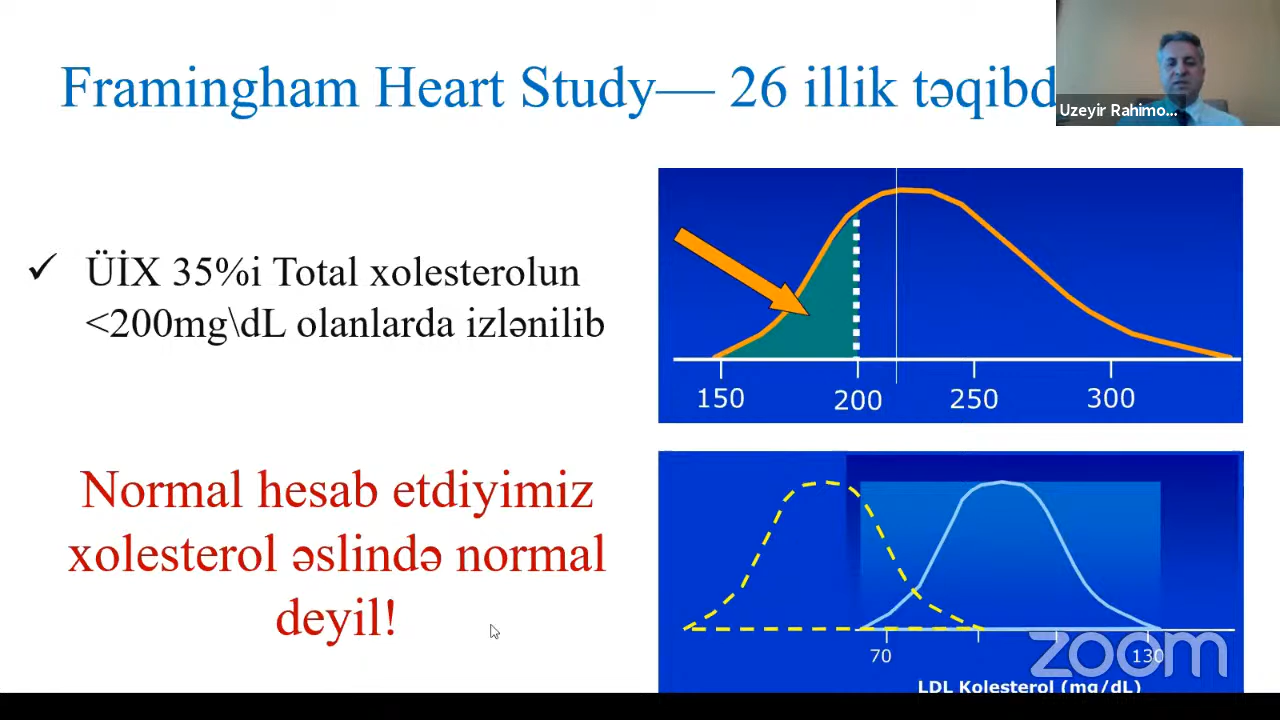 Framingham Heart Study— 26 illik təqibd
Uzeyir Rahimo...
✓ ÜİX 35%i Total xolesterolun
<200mg\dL olanlarda izlənilib
150 200 250 300
Normal hesab etdiyimiz
xolesterol əslində normal
deyil!
70 130
LDL Kolesterol (mg/dL)
zoom